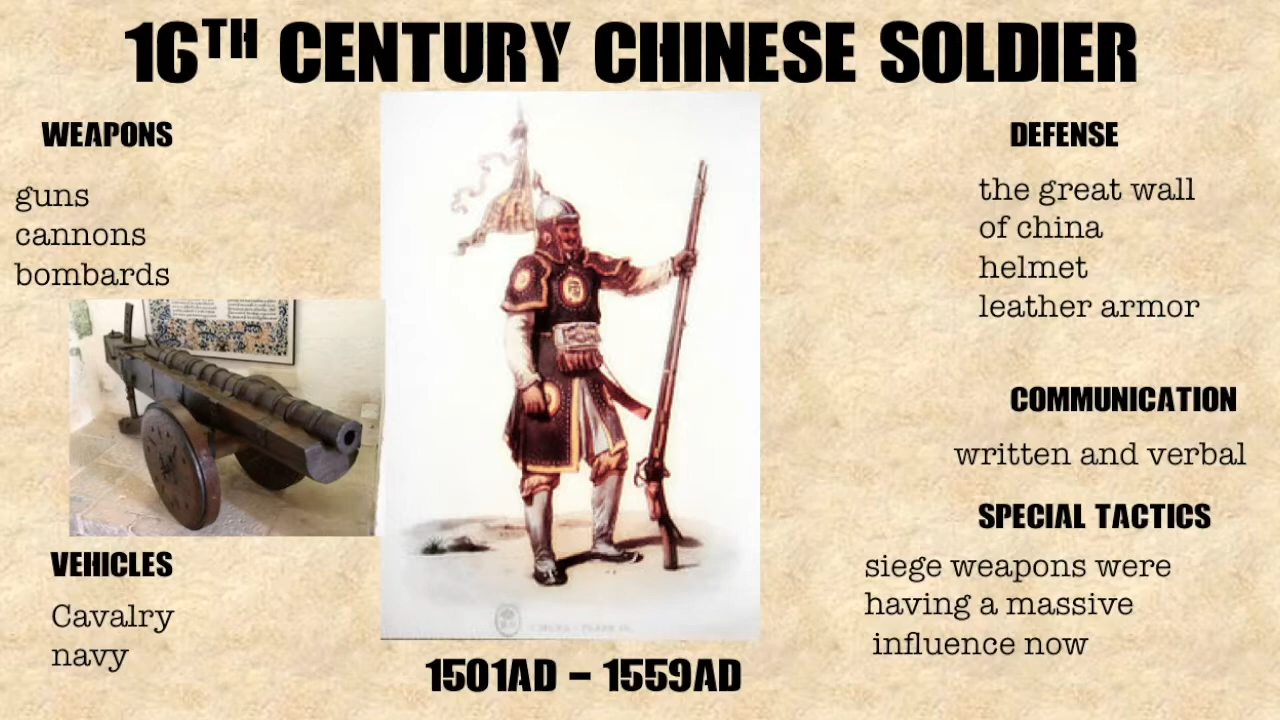 16TH CENTURY CHINESE SOLDIER
WEAPONS
guns
cannons
bombards
VEHICLES
Cavalry
navy
1501AD – 1559AD
DEFENSE
the great wall
of china
helmet
leather armor
COMMUNICATION
written and verbal
SPECIAL TACTICS
siege weapons were
having a massive
influence now